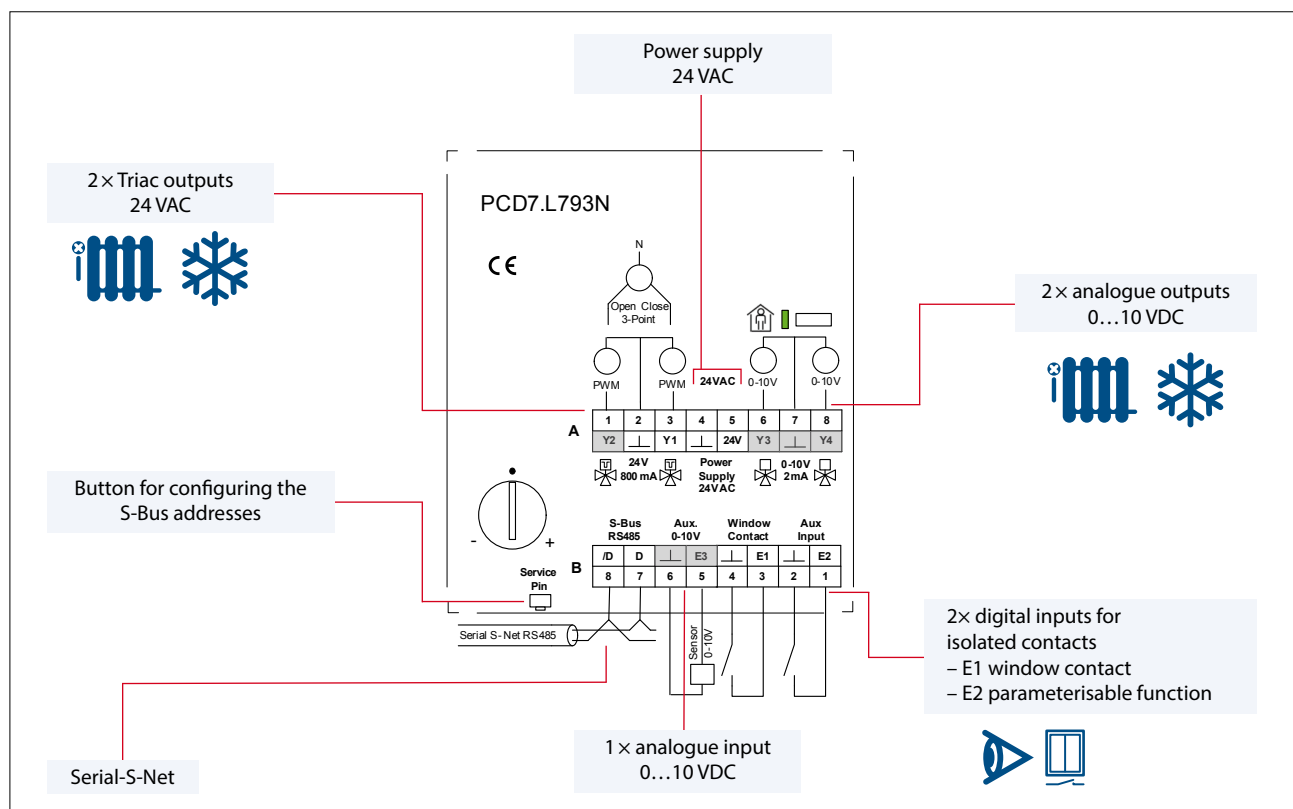 Power supply
24 VAC
2 × Triac outputs
24 VAC
PCD7.L793N
CE
N
Open Close
3-Point
2 × analogue outputs
0…10 VDC
PWM
PWM
24VAC
0-10V
0-10V
A
1 2 3 4 5 6 7 8
Y2 Y1 24V Y3 Y4
24V
800 mA
Power
Supply
24VAC
0-10V
2mA
Button for configuring the
S-Bus addresses
- +
S-Bus
RS485
Aux.
0-10V
Window
Contact
Aux
Input
B
/D D E3 E1 E2
8 7 6 5 4 3 2 1
Service
Pin
Serial S-Net RS485
Sensor
0-10V
2× digital inputs for
isolated contacts
– E1 window contact
– E2 parameterisable function
1 × analogue input
0…10 VDC
Serial-S-Net